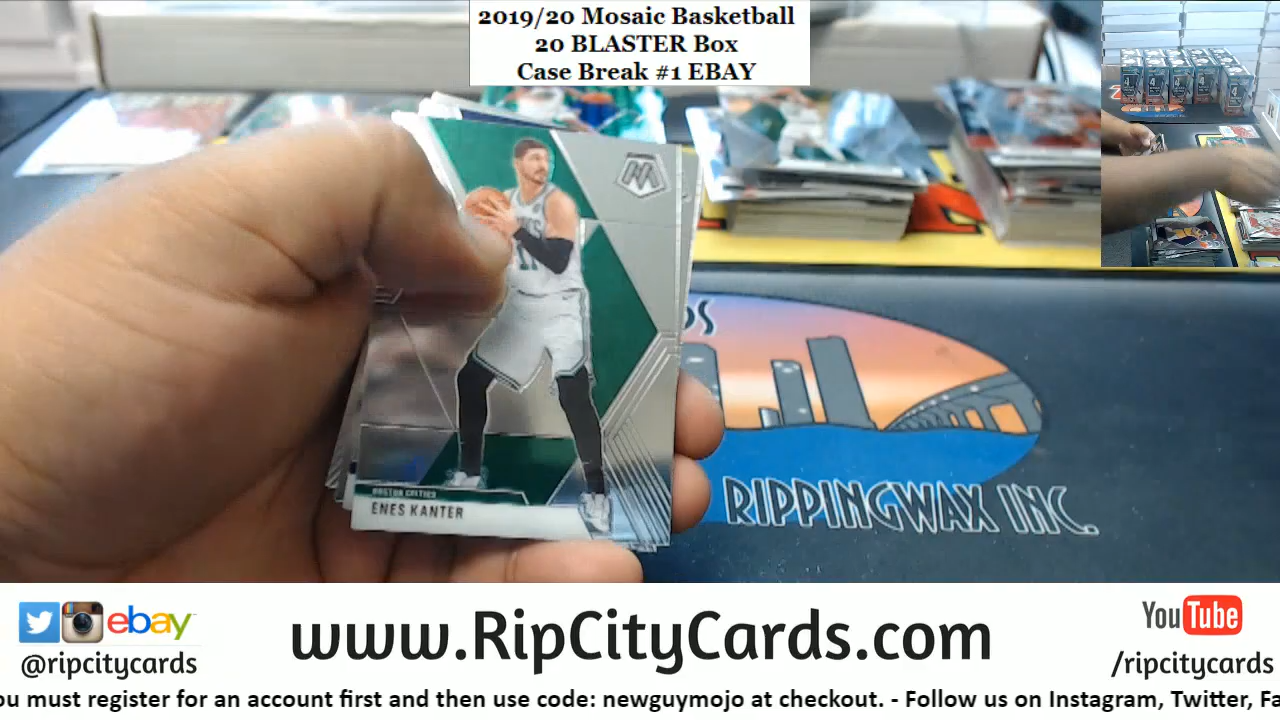 2019/20 Mosaic Basketball
20 BLASTER Box
Case Break #1 EBAY
BOSTON CELTICS
ENES KANTER
DS
RIPPINGWAX INC.
ebay
www.RipCityCards.com
YouTube
@ripcitycards
/ripcitycards
ou must register for an account first and then use code: newguymojo at checkout. - Follow us on Instagram, Twitter, Fa